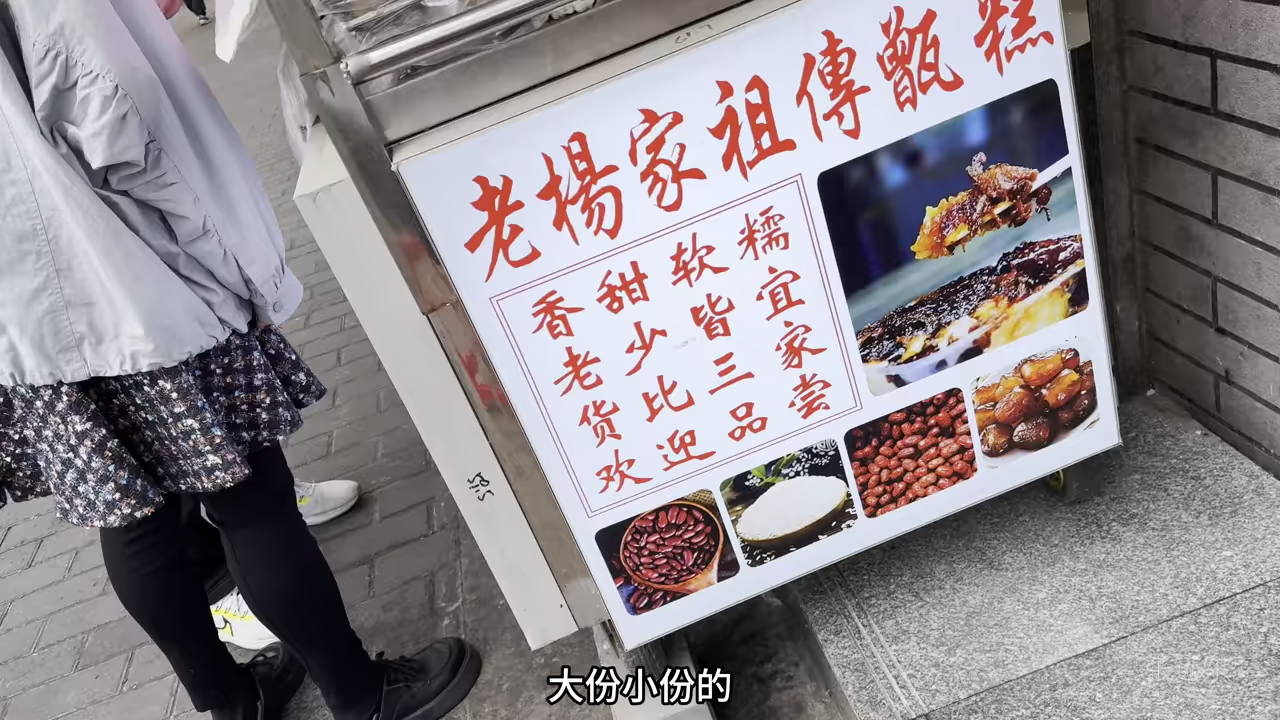 老楊家祖傳甑糕
香甜软糯
老少皆宜
货比三家
欢迎品尝
大份小份的